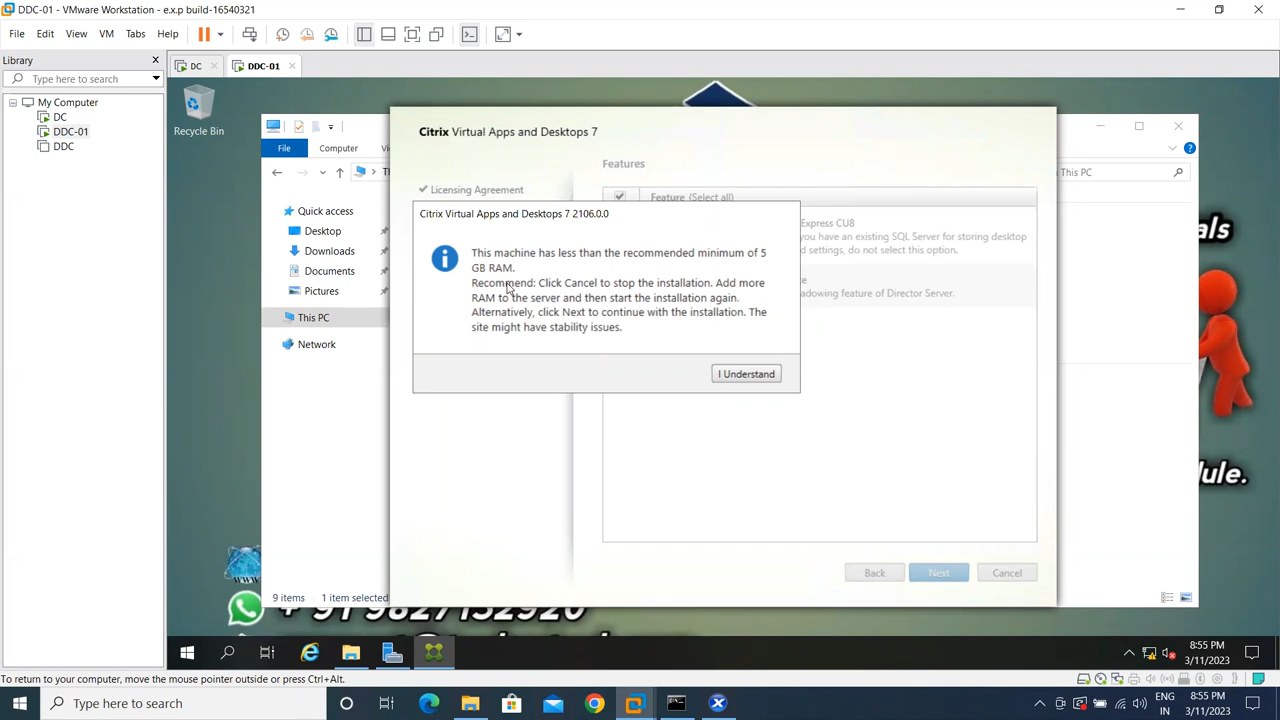 DDC-01 - VMware Workstation - e.x.p build-16540321
File Edit View VM Tabs Help
Library
Type here to search
My Computer
DC
DDC-01
DDC
DC
DDC-01
Recycle Bin
File Computer
This PC
Quick access
Desktop
Downloads
Documents
Pictures
This PC
Network
9 items 1 item selected
Citrix Virtual Apps and Desktops 7
Licensing Agreement
Features
Feature (Select all)
Express CU8
you have an existing SQL Server for storing desktop
d settings, do not select this option.
adowing feature of Director Server.
Citrix Virtual Apps and Desktops 7 2106.0.0
This machine has less than the recommended minimum of 5
GB RAM.
Recommend: Click Cancel to stop the installation. Add more
RAM to the server and then start the installation again.
Alternatively, click Next to continue with the installation. The
site might have stability issues.
I Understand
Back Next Cancel
als
dule.
www
+ 91 9827152920
8:55 PM
3/11/2023
To return to your computer, move the mouse pointer outside or press Ctrl+Alt.
Type here to search
ENG
IN
8:55 PM
3/11/2023